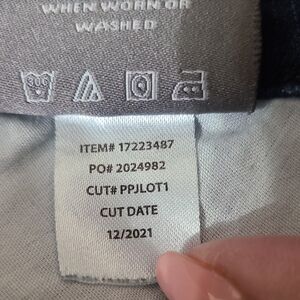 WHEN WORN OR
WASHED
ITEM# 17223487
PO# 2024982
CUT# PPJLOT1
CUT DATE
12/2021